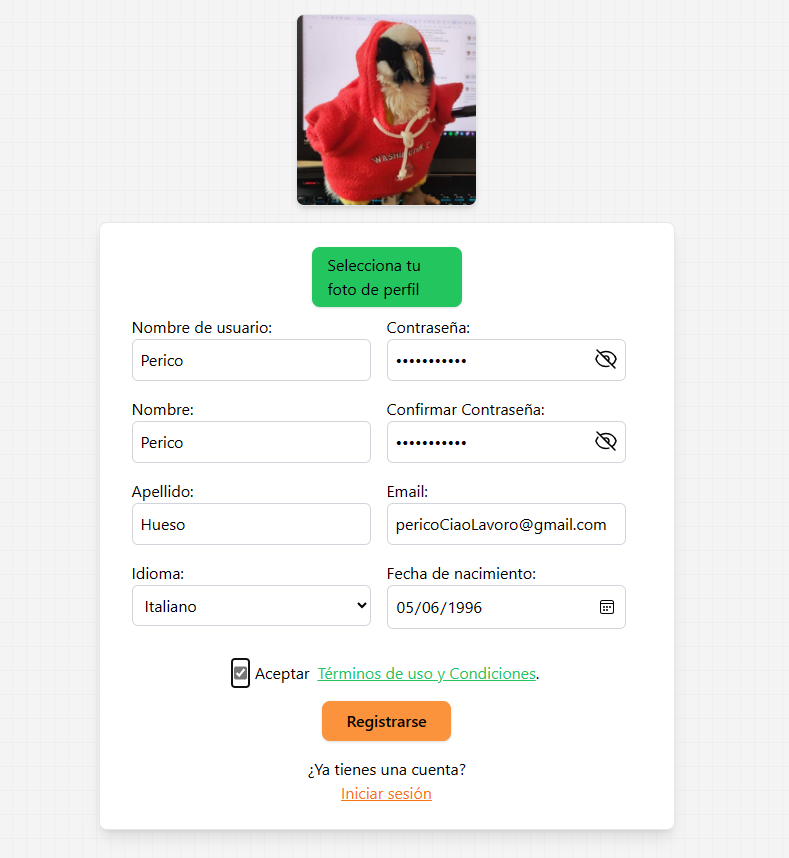 WASHINGTON
Selecciona tu
foto de perfil
Nombre de usuario:
Contraseña:
Perico
•••••••••••
Nombre:
Confirmar Contraseña:
Perico
•••••••••••
Apellido:
Email:
Hueso
pericoCiaoLavoro@gmail.com
Idioma:
Fecha de nacimiento:
Italiano
05/06/1996
Aceptar Términos de uso y Condiciones.
Registrarse
¿Ya tienes una cuenta?
Iniciar sesión